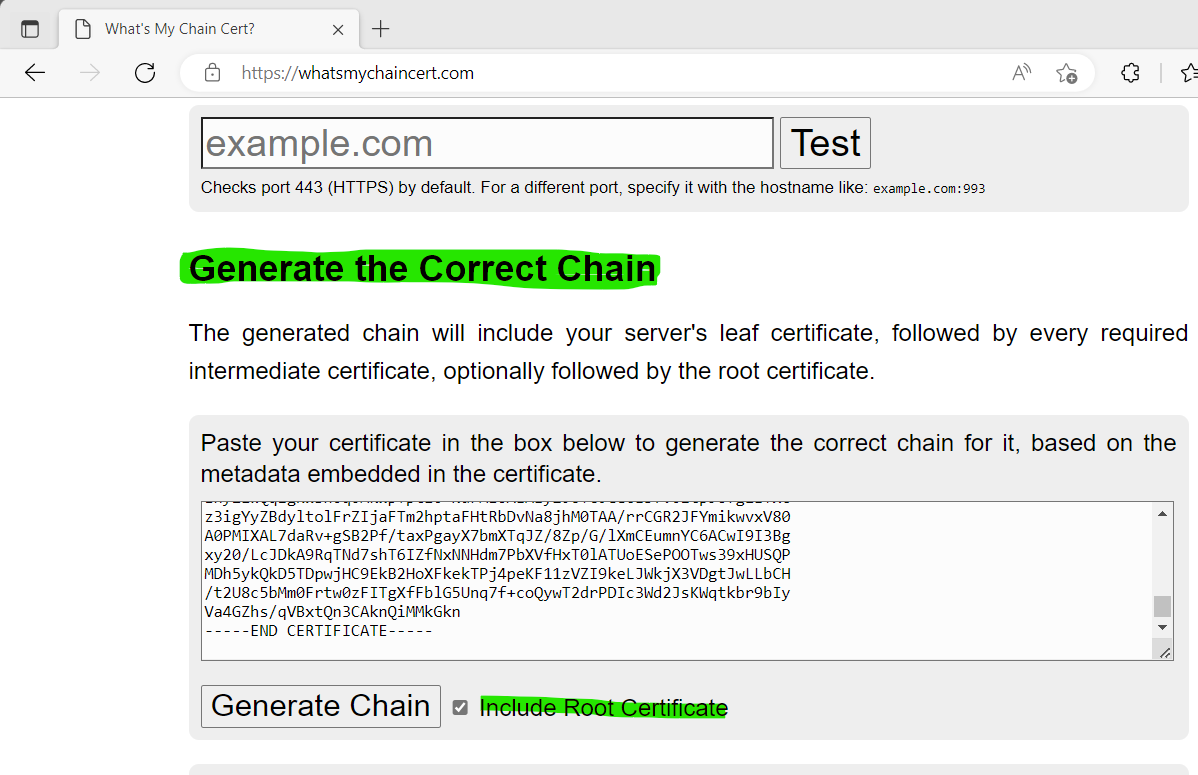 What's My Chain Cert?
https://whatsmychaincert.com
example.com
Test
Checks port 443 (HTTPS) by default. For a different port, specify it with the hostname like: example.com:993
Generate the Correct Chain
The generated chain will include your server's leaf certificate, followed by every required
intermediate certificate, optionally followed by the root certificate.
Paste your certificate in the box below to generate the correct chain for it, based on the
metadata embedded in the certificate.
z3igYyZBdyltolFrZIjaFTm2hptaFHtRbDvNa8jhM0TAA/rrCGR2JFYmikwvxV80
A0PMIXAL7daRv+gSB2Pf/taxPgayX7bmXTqJZ/8Zp/G/lXmCEumnYC6ACwI9I3Bg
xy20/LcJDkA9RqTNd7shT6IZfNxNNHdm7PbXVfHxT0lATUoESePOOTws39xHUSQP
MDh5ykQkD5TDpwjHC9EkB2HoXFkekTPj4peKF11zVZI9keLJWkjX3VDgtJwLLbCH
/t2U8c5bMm0Frtw0zFITgXfFblG5Unq7f+coQywT2drPDIc3Wd2JsKWqtkbr9bIy
Va4GZhs/qVBxtQn3CAknQiMMkGkn
-----END CERTIFICATE-----
Generate Chain
Include Root Certificate